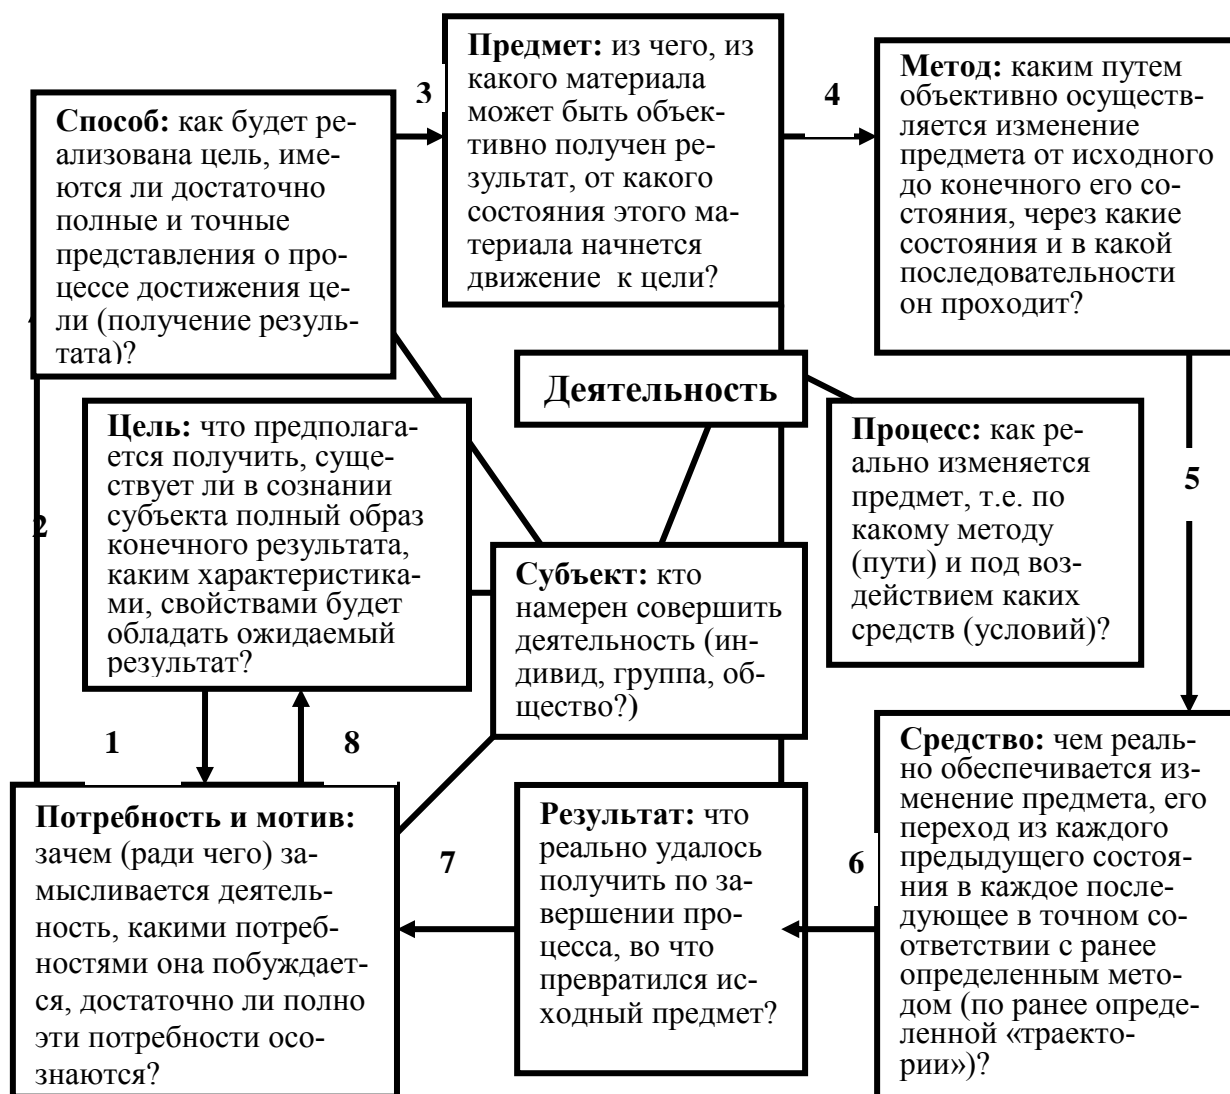 Предмет: из чего, из
какого материала
может быть объек-
тивно получен ре-
зультат, от какого
состояния этого ма-
териала начнется
движение к цели?
3
4
Метод: каким путем
объективно осуществ-
ляется изменение
предмета от исходного
до конечного его со-
стояния, через какие
состояния и в какой
последовательности
он проходит?
Способ: как будет ре-
ализована цель, име-
ются ли достаточно
полные и точные
представления о про-
цессе достижения це-
ли (получение резуль-
тата)?
Деятельность
Цель: что предполага-
ется получить, суще-
ствует ли в сознании
субъекта полный образ
конечного результата,
каким характеристика-
ми, свойствами будет
обладать ожидаемый
результат?
Процесс: как ре-
ально изменяется
предмет, т.е. по
какому методу
(пути) и под воз-
действием каких
средств (условий)?
5
2
Субъект: кто
намерен совершить
деятельность (ин-
дивид, группа, об-
щество?)
1
8
Средство: чем реаль-
но обеспечивается из-
менение предмета, его
переход из каждого
предыдущего состоя-
ния в каждое после-
дующее в точном со-
ответствии с ранее
определенным мето-
дом (по ранее опреде-
ленной «траекто-
рии»)?
Потребность и мотив:
зачем (ради чего) за-
мысливается деятель-
ность, какими потреб-
ностями она побуждает-
ся, достаточно ли полно
эти потребности осо-
знаются?
7
Результат: что
реально удалось
получить по за-
вершении про-
цесса, во что
превратился ис-
ходный предмет?
6